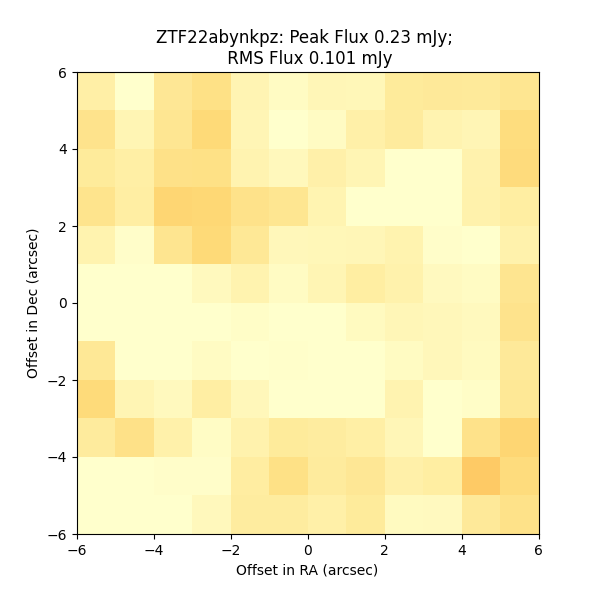 ZTF22abynkpz: Peak Flux 0.23 mJy;
RMS Flux 0.101 mJy
6
4
2
0
−2
−4
−6
Offset in Dec (arcsec)
−6 −4 −2 0 2 4 6
Offset in RA (arcsec)